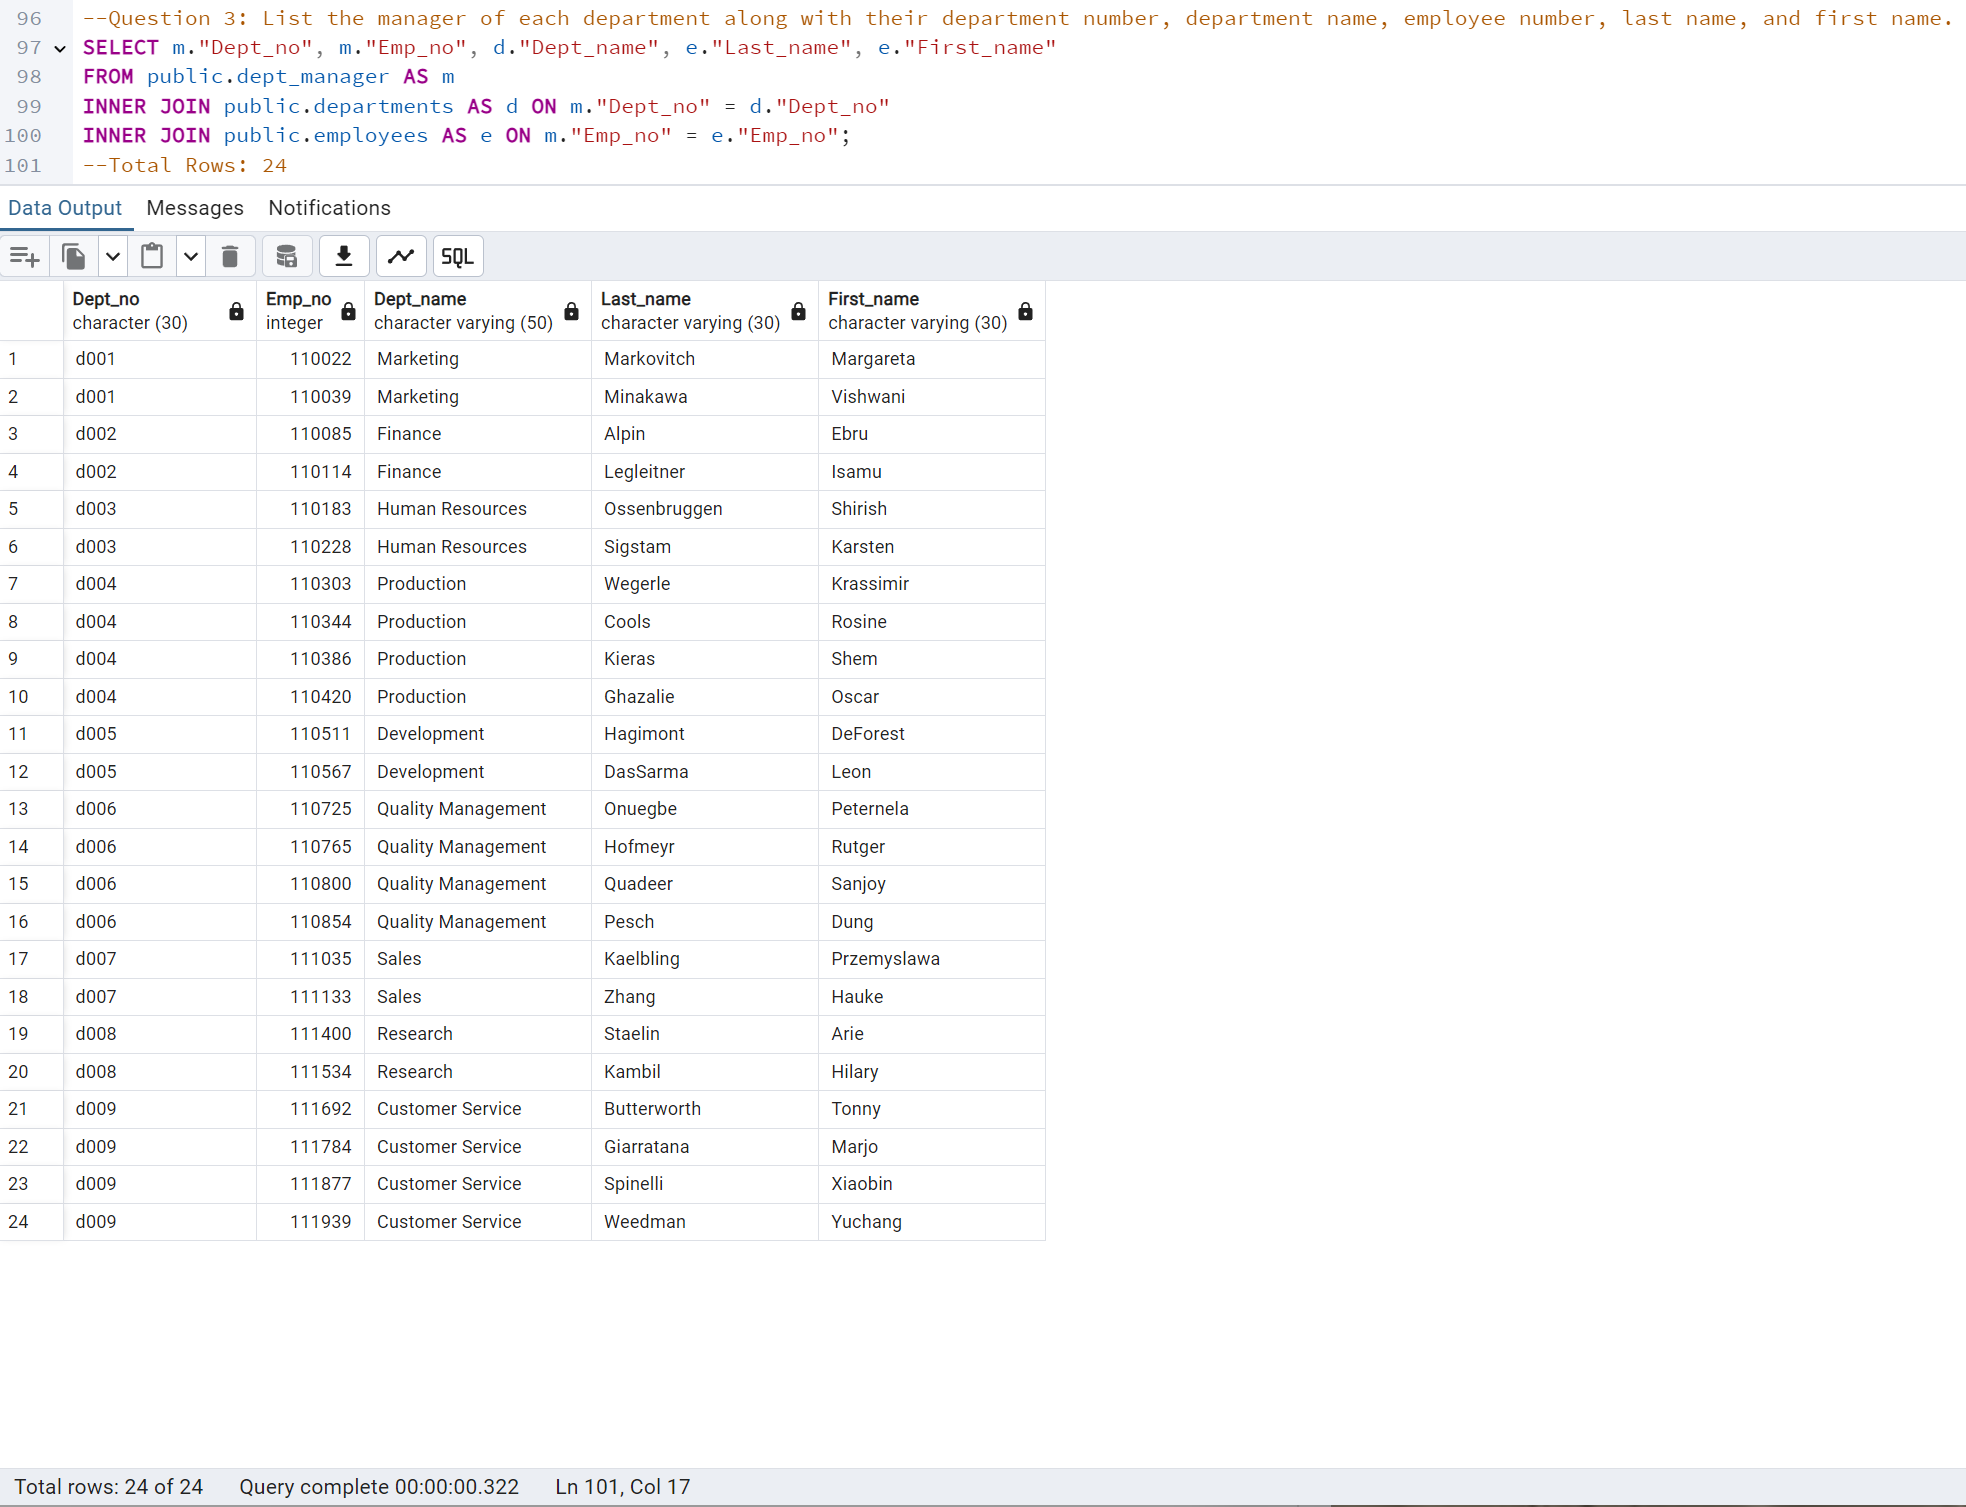 96 --Question 3: List the manager of each department along with their department number, department name, employee number, last name, and first name.
97 SELECT m."Dept_no", m."Emp_no", d."Dept_name", e."Last_name", e."First_name"
98 FROM public.dept_manager AS m
99 INNER JOIN public.departments AS d ON m."Dept_no" = d."Dept_no"
100 INNER JOIN public.employees AS e ON m."Emp_no" = e."Emp_no";
101 --Total Rows: 24
Data Output Messages Notifications
SQL
Dept_no Emp_no Dept_name Last_name First_name
character (30) integer character varying (50) character varying (30) character varying (30)
1 d001 110022 Marketing Markovitch Margareta
2 d001 110039 Marketing Minakawa Vishwani
3 d002 110085 Finance Alpin Ebru
4 d002 110114 Finance Legleitner Isamu
5 d003 110183 Human Resources Ossenbruggen Shirish
6 d003 110228 Human Resources Sigstam Karsten
7 d004 110303 Production Wegerle Krassimir
8 d004 110344 Production Cools Rosine
9 d004 110386 Production Kieras Shem
10 d004 110420 Production Ghazalie Oscar
11 d005 110511 Development Hagimont DeForest
12 d005 110567 Development DasSarma Leon
13 d006 110725 Quality Management Onuegbe Peternela
14 d006 110765 Quality Management Hofmeyr Rutger
15 d006 110800 Quality Management Quadeer Sanjoy
16 d006 110854 Quality Management Pesch Dung
17 d007 111035 Sales Kaelbling Przemyslawa
18 d007 111133 Sales Zhang Hauke
19 d008 111400 Research Staelin Arie
20 d008 111534 Research Kambil Hilary
21 d009 111692 Customer Service Butterworth Tonny
22 d009 111784 Customer Service Giarratana Marjo
23 d009 111877 Customer Service Spinelli Xiaobin
24 d009 111939 Customer Service Weedman Yuchang
Total rows: 24 of 24 Query complete 00:00:00.322 Ln 101, Col 17